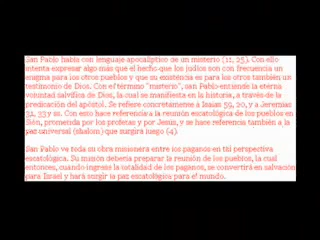 San Pablo habla con lenguaje apocalíptico de un misterio (11, 25). Con ello
intenta expresar algo más que el hecho que los judíos son con frecuencia un
enigma para los otros pueblos y que su existencia es para los otros también un
testimonio de Dios. Con el término "misterio", san Pablo entiende la eterna
voluntad salvífica de Dios, la cual se manifiesta en la historia, a través de la
predicación del apóstol. Se refiere concretamente a Isaías 59, 20, y a Jeremías
31, 33 y ss. Con esto hace referencia a la reunión escatológica de los pueblos en
Sión, prometida por los profetas y por Jesús, y se hace referencia también a la
paz universal (shalom) que surgirá luego (4).
San Pablo ve toda su obra misionera entre los paganos en tal perspectiva
escatológica. Su misión debería preparar la reunión de los pueblos, la cual
entonces, cuando ingrese la totalidad de los paganos, se convertirá en salvación
para Israel y hará surgir la paz escatológica para el mundo.